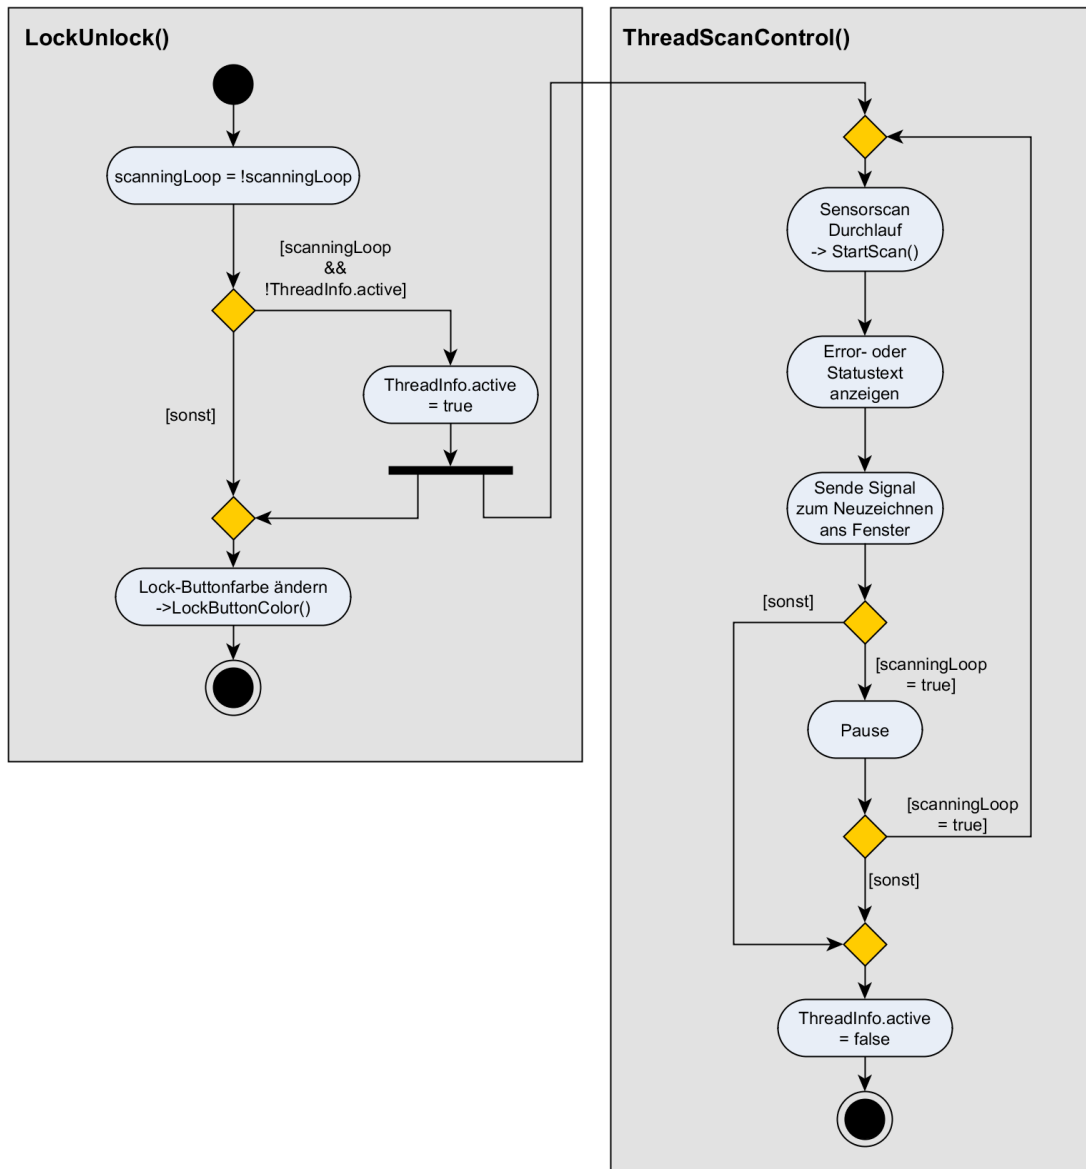 LockUnlock()
scanningLoop = !scanningLoop
[scanningLoop
&&
!ThreadInfo.active]
ThreadInfo.active
= true
[sonst]
Lock-Buttonfarbe ändern
->LockButtonColor()
ThreadScanControl()
Sensorscan
Durchlauf
-> StartScan()
Error- oder
Statustext
anzeigen
Sende Signal
zum Neuzeichnen
ans Fenster
[sonst]
[scanningLoop
= true]
Pause
[scanningLoop
= true]
[sonst]
ThreadInfo.active
= false